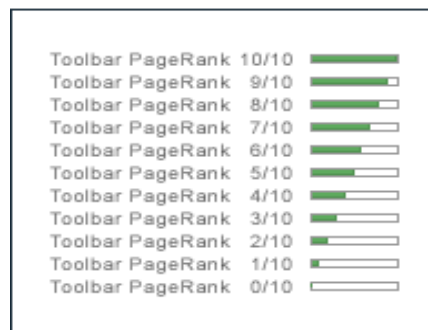 Toolbar PageRank 10/10
Toolbar PageRank 9/10
Toolbar PageRank 8/10
Toolbar PageRank 7/10
Toolbar PageRank 6/10
Toolbar PageRank 5/10
Toolbar PageRank 4/10
Toolbar PageRank 3/10
Toolbar PageRank 2/10
Toolbar PageRank 1/10
Toolbar PageRank 0/10